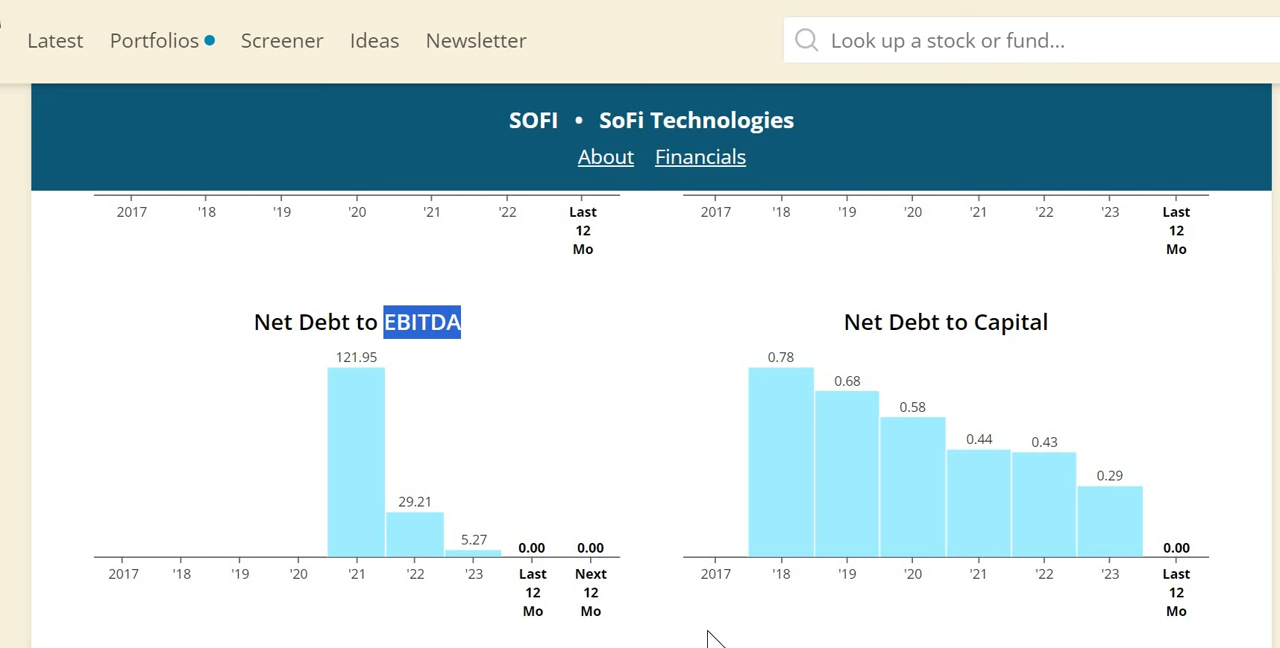 Latest Portfolios Screener Ideas Newsletter Look up a stock or fund...
SOFI • SoFi Technologies
About Financials
2017 '18 '19 '20 '21 '22 Last 12 Mo
2017 '18 '19 '20 '21 '22 '23 Last 12 Mo
Net Debt to EBITDA
121.95
29.21
5.27
0.00 0.00
2017 '18 '19 '20 '21 '22 '23 Last 12 Mo Next 12 Mo
Net Debt to Capital
0.78
0.68
0.58
0.44
0.43
0.29
0.00
2017 '18 '19 '20 '21 '22 '23 Last 12 Mo